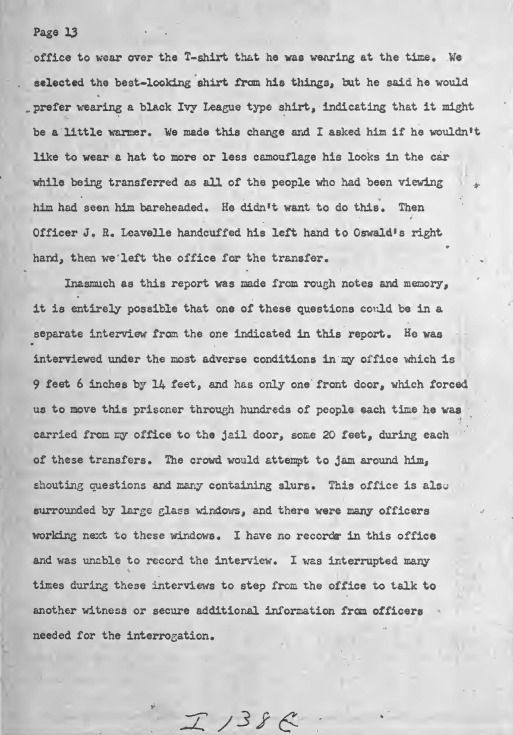 Page 13
office to wear over the T-shirt that he was wearing at the time. We
selected the best-looking shirt from his things, but he said he would
prefer wearing a black Ivy League type shirt, indicating that it might
be a little warmer. We made this change and I asked him if he wouldn't
like to wear a hat to more or less camouflage his looks in the car
while being transferred as all of the people who had been viewing
him had seen him bareheaded. He didn't want to do this. Then
Officer J. R. Leavelle handcuffed his left hand to Oswald's right
hand, then we left the office for the transfer.
Inasmuch as this report was made from rough notes and memory,
it is entirely possible that one of these questions could be in a
separate interview from the one indicated in this report. He was
interviewed under the most adverse conditions in my office which is
9 feet 6 inches by 14 feet, and has only one front door, which forced
us to move this prisoner through hundreds of people each time he was
carried from my office to the jail door, some 20 feet, during each
of these transfers. The crowd would attempt to jam around him,
shouting questions and many containing slurs. This office is also
surrounded by large glass windows, and there were many officers
working next to these windows. I have no recordr in this office
and was unable to record the interview. I was interrupted many
times during these interviews to step from the office to talk to
another witness or secure additional information from officers
needed for the interrogation.
I 138E